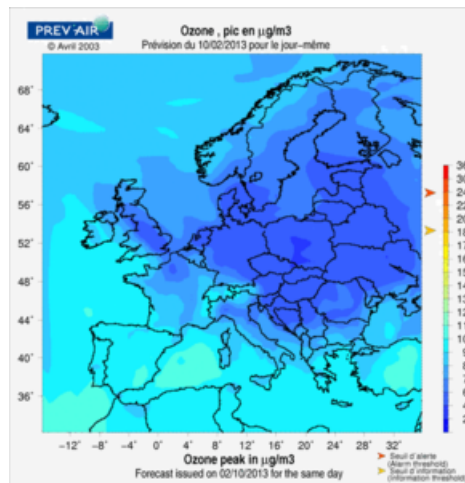 PREV'AIR
© Avril 2003
Ozone , pic en µg/m3
Prévision du 10/02/2013 pour le jour-même
68˚
64˚
60˚
56˚
52˚
48˚
44˚
40˚
36˚
−12˚ −8˚ −4˚ 0˚ 4˚ 8˚ 12˚ 16˚ 20˚ 24˚ 28˚ 32˚
Ozone peak in µg/m3
Forecast issued on 02/10/2013 for the same day
Seuil d'alerte
(Alarm threshold)
Seuil d'information
(Information threshold)